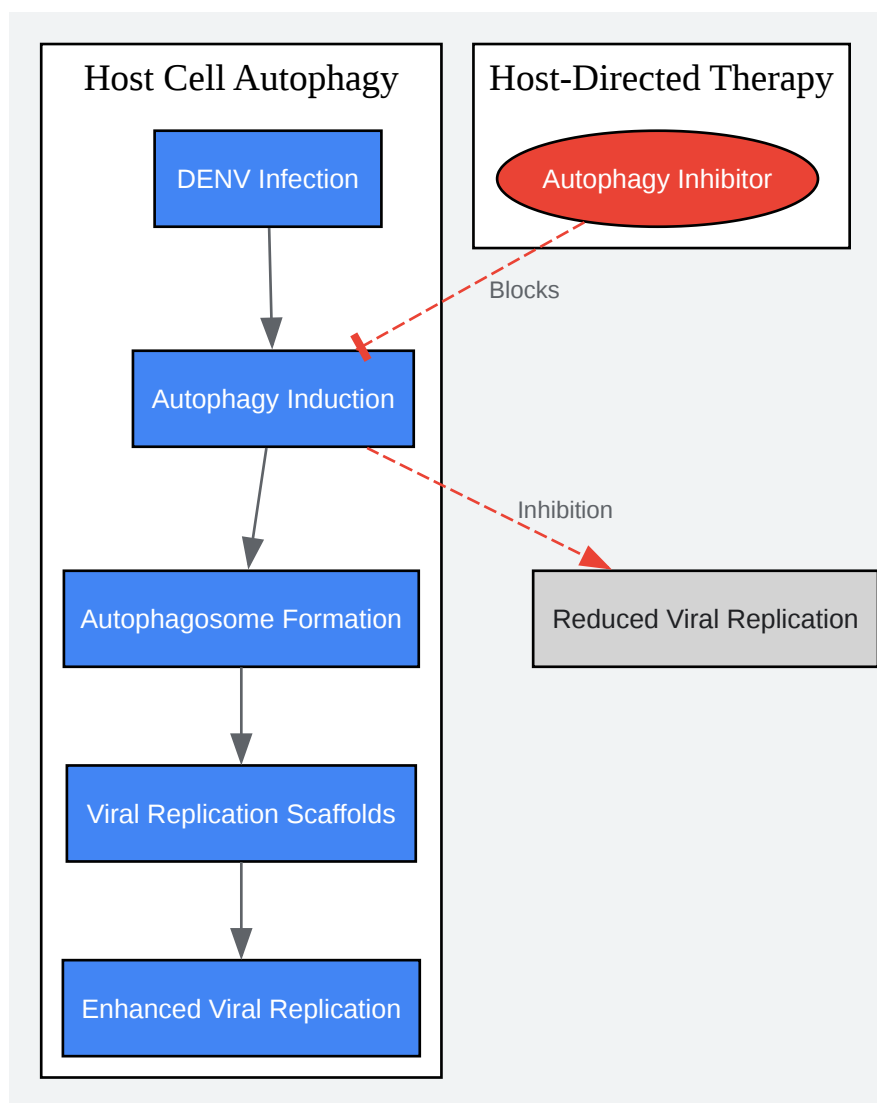 Host Cell Autophagy
Host-Directed Therapy
DENV Infection
Autophagy Inhibitor
Blocks
Autophagy Induction
Inhibition
Autophagosome Formation
Reduced Viral Replication
Viral Replication Scaffolds
Enhanced Viral Replication